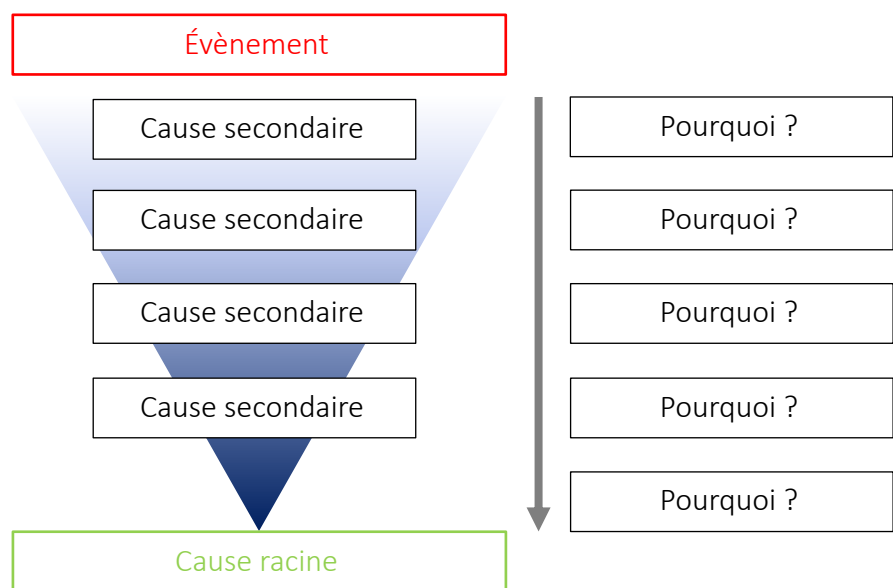 Évènement
Cause secondaire
Pourquoi ?
Cause secondaire
Pourquoi ?
Cause secondaire
Pourquoi ?
Cause secondaire
Pourquoi ?
Pourquoi ?
Cause racine